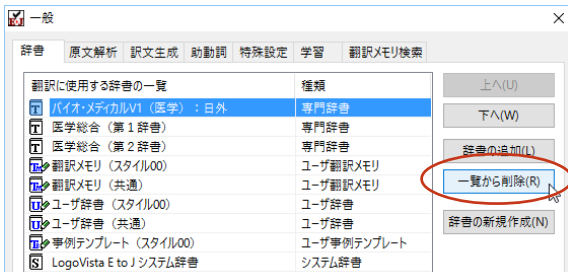 一般
辞書 原文解析 訳文生成 助動詞 特殊設定 学習 翻訳メモリ検索
翻訳に使用する辞書の一覧 種類
バイオ・メディカルV1（医学）：日外 専門辞書
医学総合（第１辞書） 専門辞書
医学総合（第２辞書） 専門辞書
翻訳メモリ（スタイル00） ユーザ翻訳メモリ
翻訳メモリ（共通） ユーザ翻訳メモリ
ユーザ辞書（スタイル00） ユーザ辞書
ユーザ辞書（共通） ユーザ辞書
事例テンプレート（スタイル00） ユーザ事例テンプレート
LogoVista E to J システム辞書 システム辞書
上へ(U)
下へ(W)
辞書の追加(L)
一覧から削除(R)
辞書の新規作成(N)